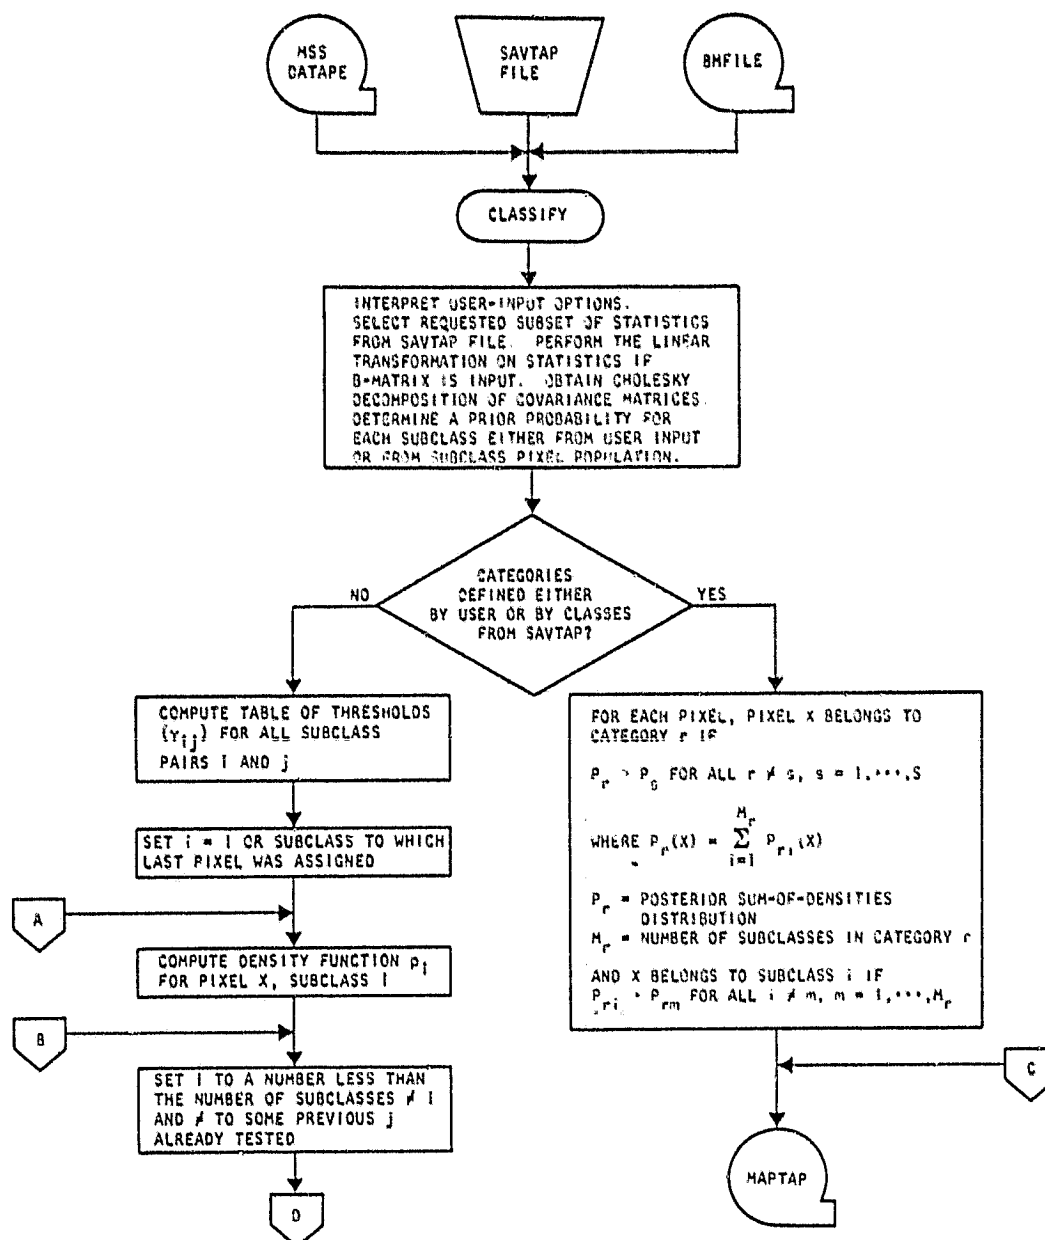 MSS
DATAPE
SAVTAP
FILE
BMFILE
CLASSIFY
INTERPRET USER-INPUT OPTIONS.
SELECT REQUESTED SUBSET OF STATISTICS
FROM SAVTAP FILE. PERFORM THE LINEAR
TRANSFORMATION ON STATISTICS IF
B-MATRIX IS INPUT. OBTAIN CHOLESKY
DECOMPOSITION OF COVARIANCE MATRICES.
DETERMINE A PRIOR PROBABILITY FOR
EACH SUBCLASS EITHER FROM USER INPUT
OR FROM SUBCLASS PIXEL POPULATION.
CATEGORIES
DEFINED EITHER
BY USER OR BY CLASSES
FROM SAVTAP?
NO
YES
COMPUTE TABLE OF THRESHOLDS
(γij) FOR ALL SUBCLASS
PAIRS i AND j
SET i = 1 OR SUBCLASS TO WHICH
LAST PIXEL WAS ASSIGNED
A
COMPUTE DENSITY FUNCTION pi
FOR PIXEL X, SUBCLASS i
B
SET i TO A NUMBER LESS THAN
THE NUMBER OF SUBCLASSES ≠ i
AND ≠ TO SOME PREVIOUS j
ALREADY TESTED
D
FOR EACH PIXEL, PIXEL X BELONGS TO
CATEGORY r IF
Pr > Ps FOR ALL r ≠ s, s = 1,···,S
WHERE Pr(X) = Mr ∑ i=1 Pri(X)
Pr = POSTERIOR SUM-OF-DENSITIES
DISTRIBUTION
Mr = NUMBER OF SUBCLASSES IN CATEGORY r
AND X BELONGS TO SUBCLASS i IF
Pri > Prm FOR ALL i ≠ m, m = 1,···,Mr
C
MAPTAP